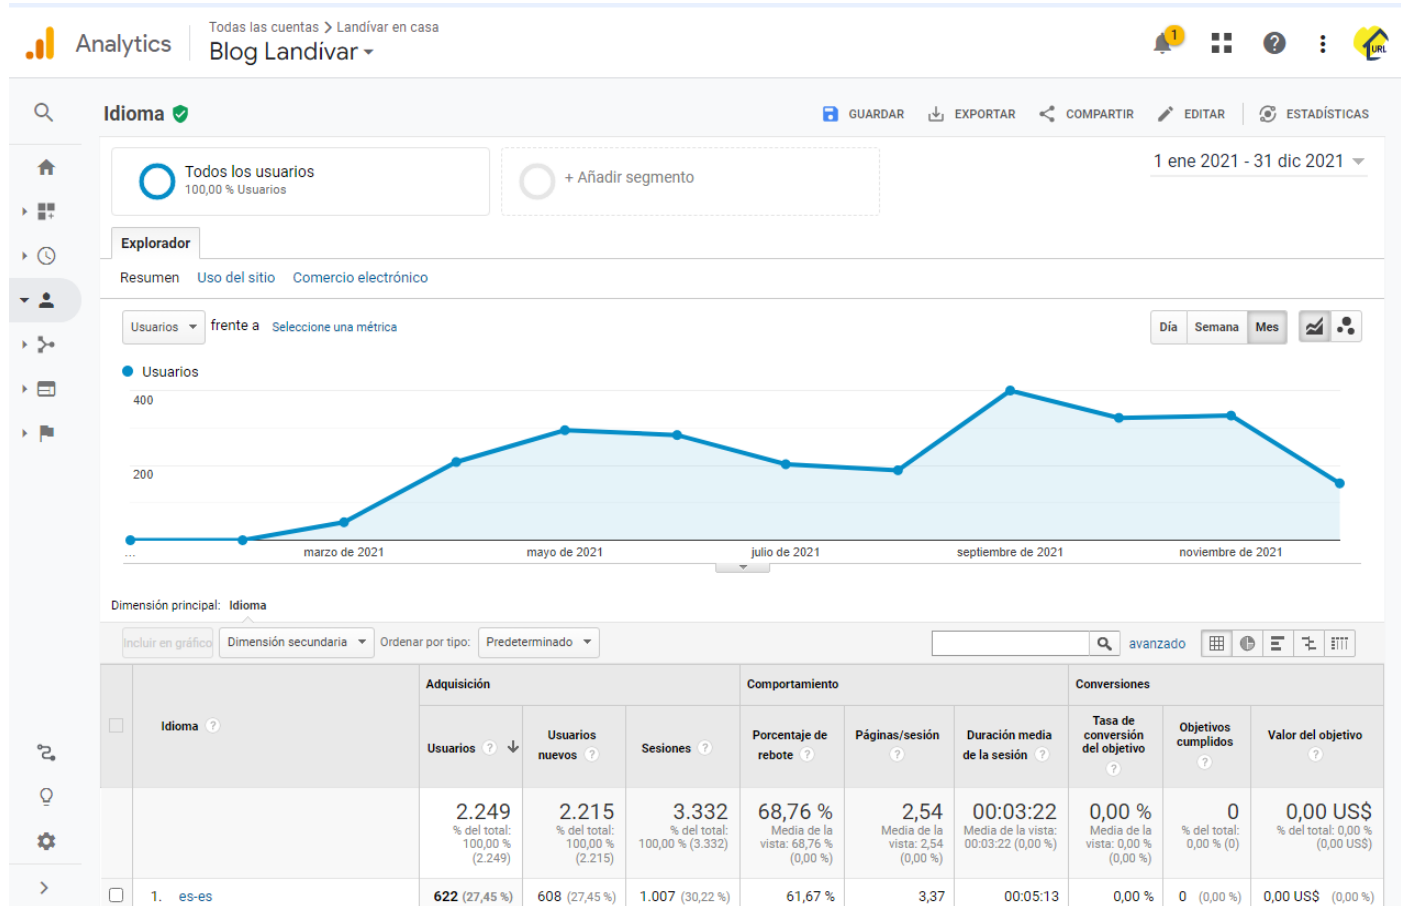 Analytics
Todas las cuentas > Landívar en casa
Blog Landívar
1
URL
Idioma
GUARDAR
EXPORTAR
COMPARTIR
EDITAR
ESTADÍSTICAS
Todos los usuarios
100,00 % Usuarios
+ Añadir segmento
1 ene 2021 - 31 dic 2021
Explorador
Resumen Uso del sitio Comercio electrónico
Usuarios frente a Seleccione una métrica
Día Semana Mes
Usuarios
400
200
... marzo de 2021 mayo de 2021 julio de 2021 septiembre de 2021 noviembre de 2021
Dimensión principal: Idioma
Incluir en gráfico Dimensión secundaria Ordenar por tipo: Predeterminado avanzado
Adquisición Comportamiento Conversiones
Idioma ?
Usuarios ?
Usuarios
nuevos ?
Sesiones ?
Porcentaje de
rebote ?
Páginas/sesión
?
Duración media
de la sesión ?
Tasa de
conversión
del objetivo
?
Objetivos
cumplidos
?
Valor del objetivo
?
2.249
% del total:
100,00 %
(2.249)
2.215
% del total:
100,00 %
(2.215)
3.332
% del total:
100,00 % (3.332)
68,76 %
Media de la
vista: 68,76 %
(0,00 %)
2,54
Media de la
vista: 2,54
(0,00 %)
00:03:22
Media de la vista:
00:03:22 (0,00 %)
0,00 %
Media de la
vista: 0,00 %
(0,00 %)
0
% del total:
0,00 % (0)
0,00 US$
% del total: 0,00 %
(0,00 US$)
1. es-es 622 (27,45 %) 608 (27,45 %) 1.007 (30,22 %) 61,67 % 3,37 00:05:13 0,00 % 0 (0,00 %) 0,00 US$ (0,00 %)